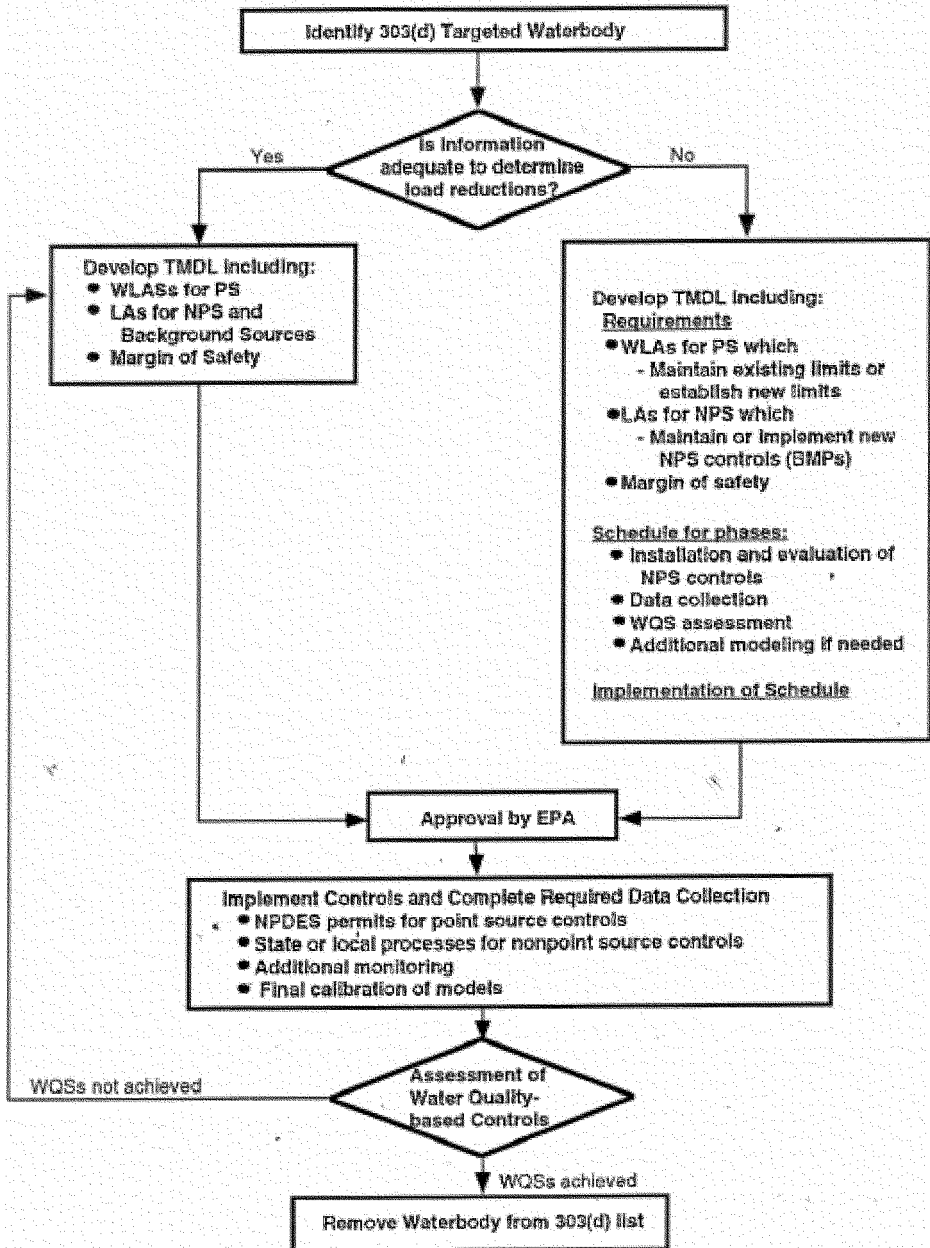 Identify 303(d) Targeted Waterbody
Is Information
adequate to determine
load reductions?
Yes
No
Develop TMDL Including:
• WLASs for PS
• LAs for NPS and
Background Sources
• Margin of Safety
Develop TMDL Including:
Requirements
• WLAs for PS which
- Maintain existing limits or
establish new limits
• LAs for NPS which
- Maintain or implement new
NPS controls (BMPs)
• Margin of safety
Schedule for phases:
• Installation and evaluation of
NPS controls
• Data collection
• WQS assessment
• Additional modeling if needed
Implementation of Schedule
Approval by EPA
Implement Controls and Complete Required Data Collection
• NPDES permits for point source controls
• State or local processes for nonpoint source controls
• Additional monitoring
• Final calibration of models
WQSs not achieved
Assessment of
Water Quality-
based Controls
WQSs achieved
Remove Waterbody from 303(d) list